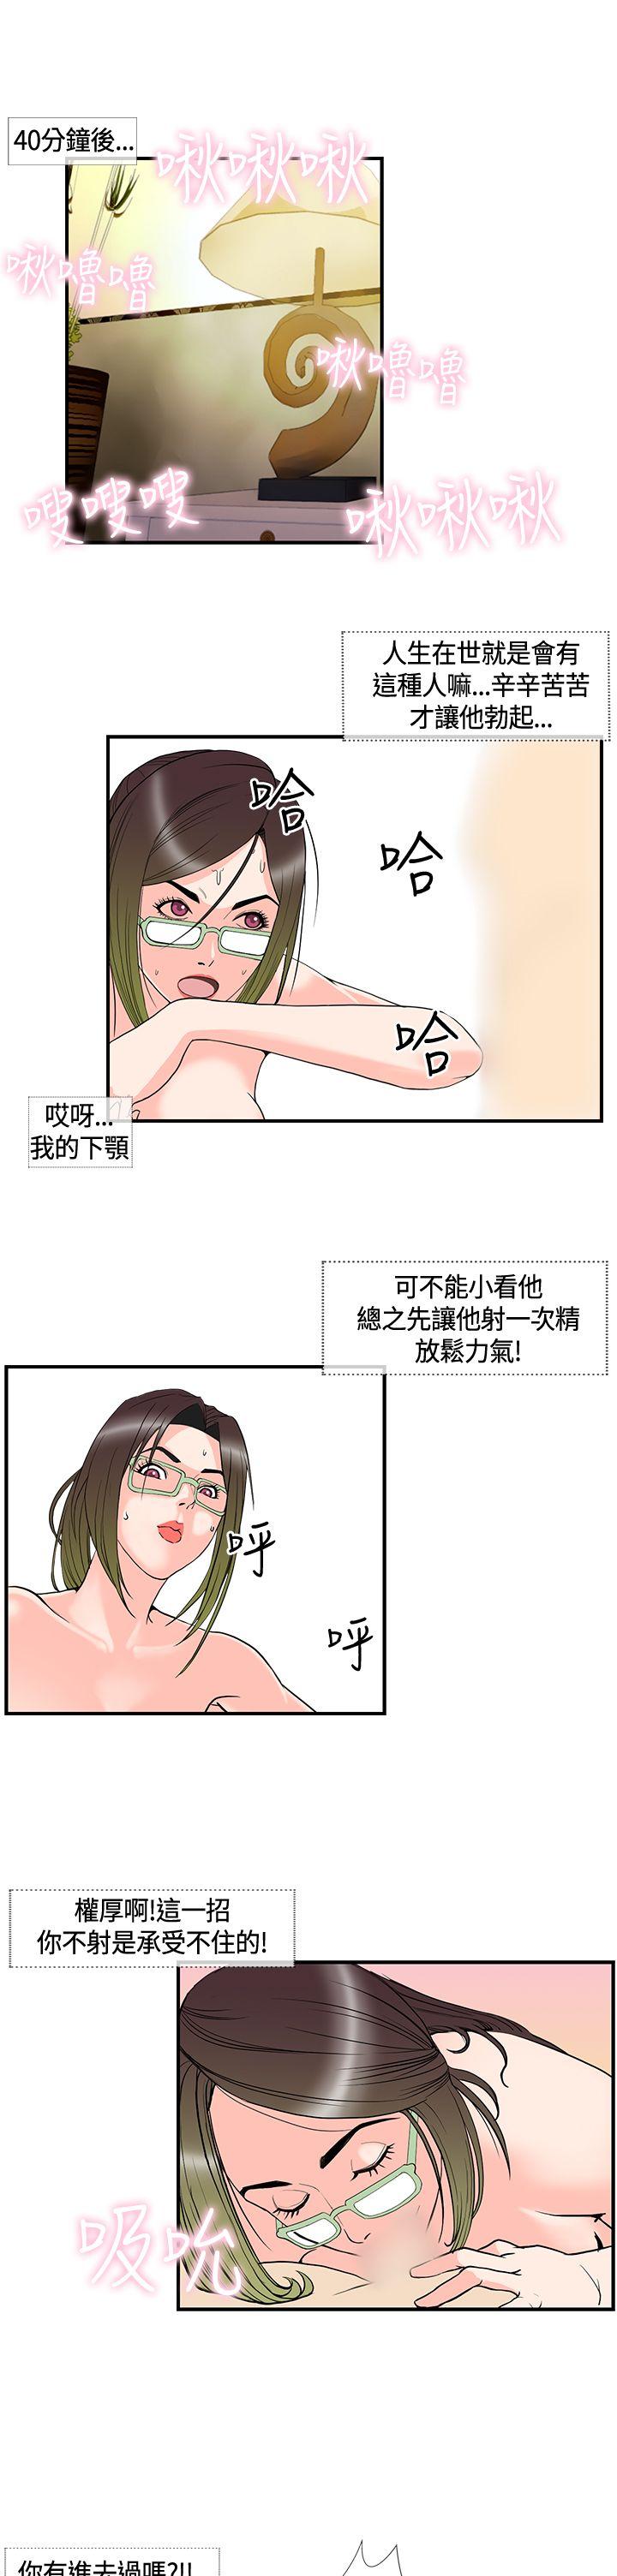 40分鐘後...
啾啾啾
啾嚕嚕
啾嚕嚕
嗖嗖嗖
啾啾啾
人生在世就是會有
這種人嘛...辛辛苦苦
才讓他勃起...
哈
哈
哈
哎呀...
我的下顎
可不能小看他
總之先讓他射一次精
放鬆力氣!
呼
呼
權厚啊!這一招
你不射是承受不住的!
吸吮
你有進去過嗎?!!